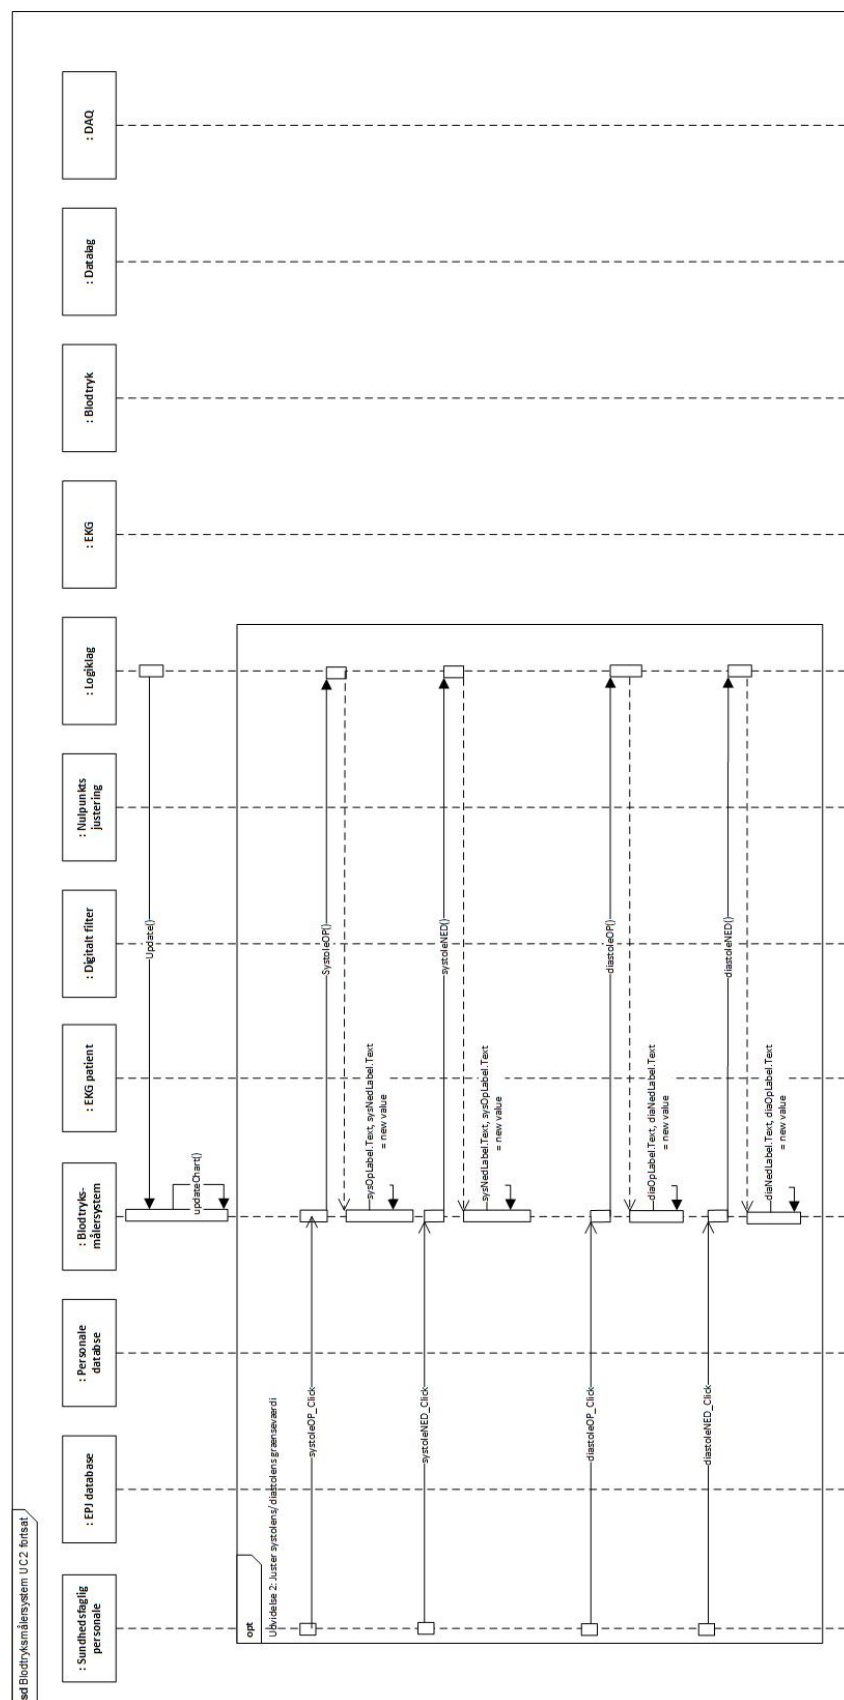 sd Blodtryksmålersystem UC2 fortsat
: Sundhedsfaglig
personale
: EPJ database
: Personale
databse
: Blodtryks-
målersystem
: EKG patient
: Digitalt filter
: Nulpunkts
justering
: Logiklag
: EKG
: Blodtryk
: Datalag
: DAQ
Update()
updateChart()
opt
Udvidelse 2: Juster systolens/diastolens grænseværdi
systoleOP_Click
SystoleOP()
sysOpLabel.Text, sysNedLabel.Text
= new value
systoleNED_Click
systoleNED()
sysNedLabel.Text, sysOpLabel.Text
= new value
diastoleOP_Click
diastoleOP()
diaOpLabel.Text, diaNedLabel.Text
= new value
diastoleNED_Click
diastoleNED()
diaNedLabel.Text, diaOpLabel.Text
= new value